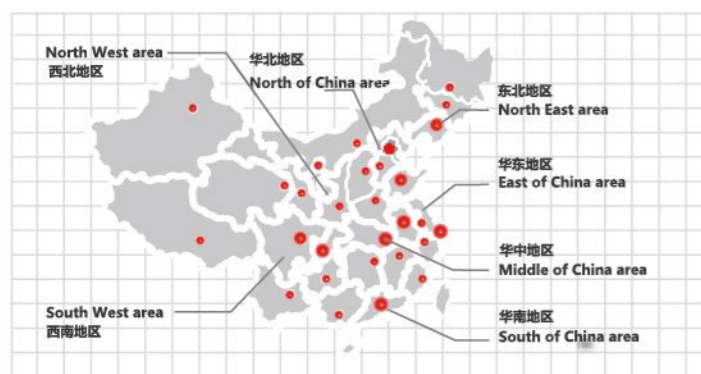 North West area
西北地区
华北地区
North of China area
东北地区
North East area
华东地区
East of China area
华中地区
Middle of China area
South West area
西南地区
华南地区
South of China area